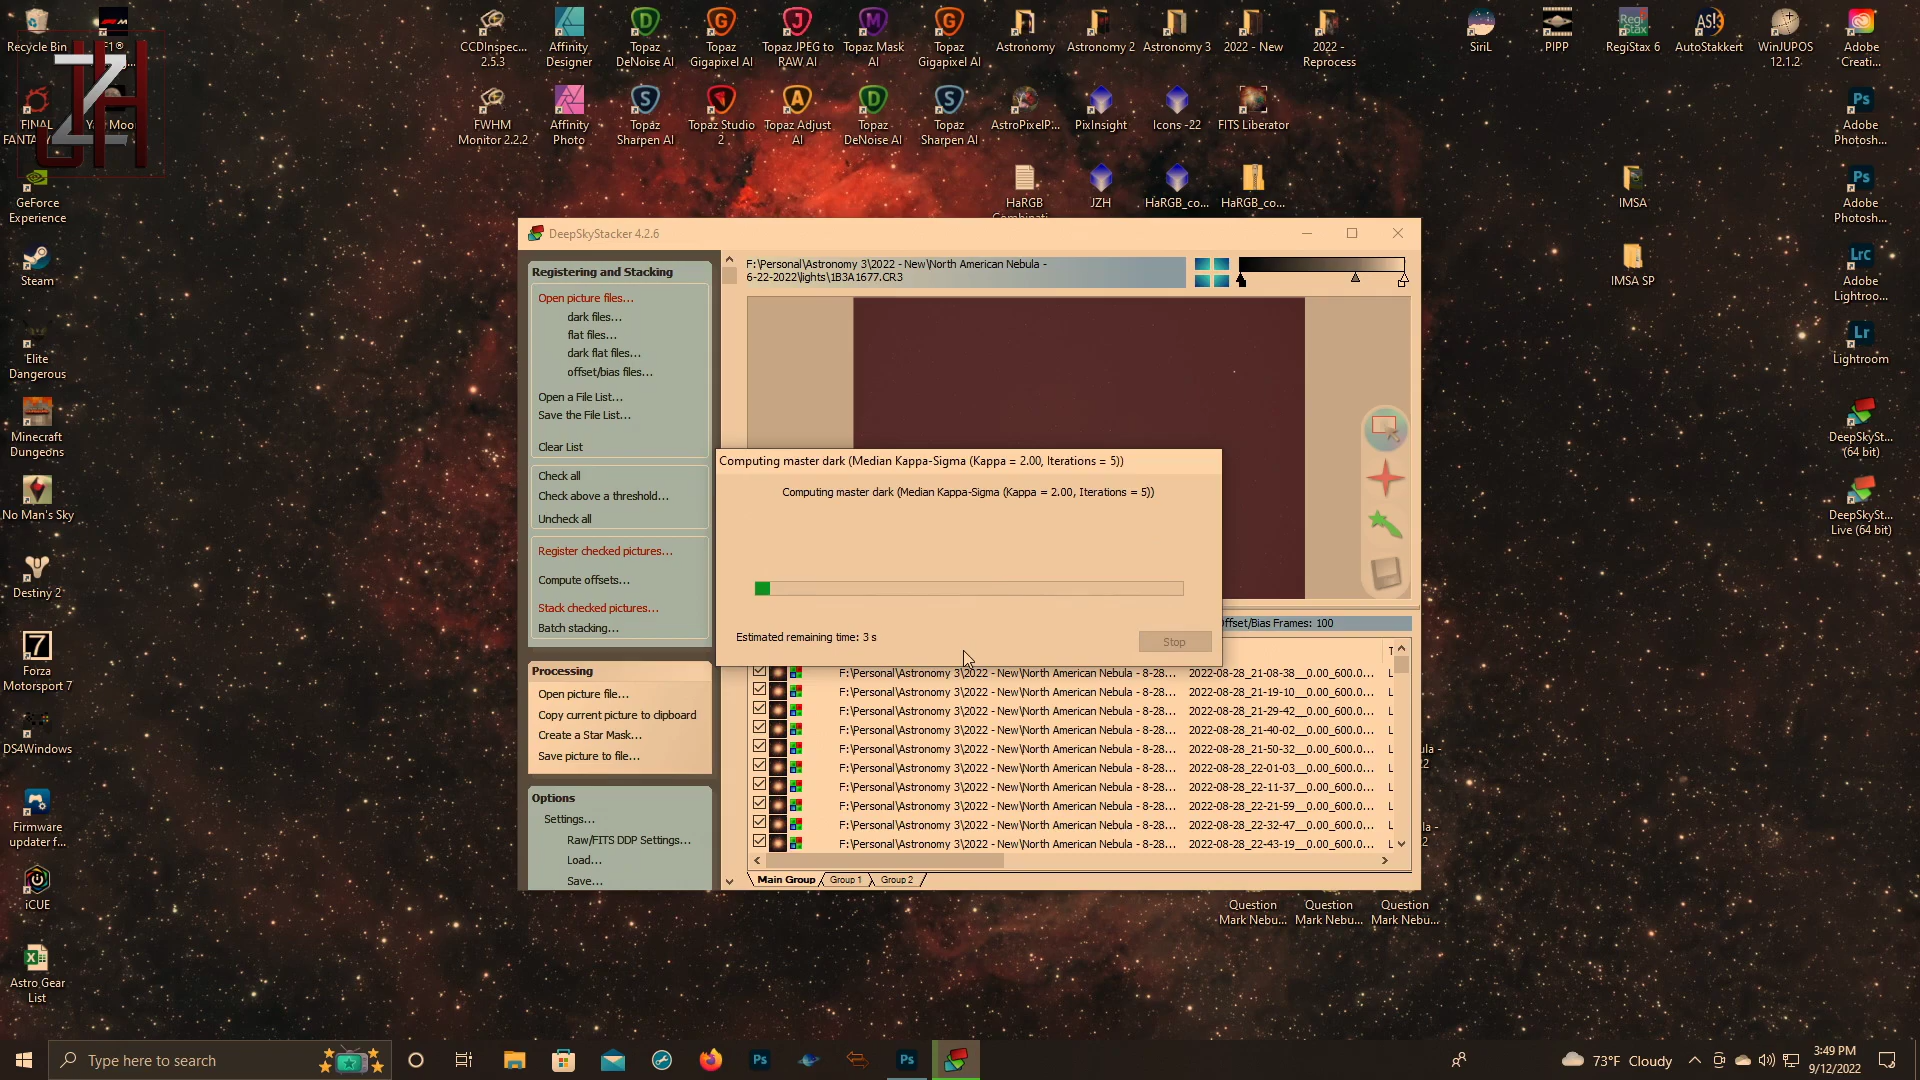 Recycle Bin
F1®
CCDInspec...
2.5.3
Affinity
Designer
Topaz
DeNoise AI
Topaz
Gigapixel AI
Topaz JPEG to
RAW AI
Topaz Mask
AI
Topaz
Gigapixel AI
Astronomy
Astronomy 2
Astronomy 3
2022 - New
2022 -
Reprocess
SiriL
PIPP
RegiStax 6
AutoStakkert
WinJUPOS
12.1.2
Adobe
Creati...
FINAL
FWHM
Monitor 2.2.2
Affinity
Photo
Topaz
Sharpen AI
Topaz Studio
2
Topaz Adjust
AI
Topaz
DeNoise AI
Topaz
Sharpen AI
AstroPixelP...
PixInsight
Icons -22
FITS Liberator
Adobe
Photosh...
GeForce
Experience
HaRGB
JZH
HaRGB_co...
HaRGB_co...
IMSA
Adobe
Photosh...
Steam
IMSA SP
Adobe
Lightroo...
Elite
Dangerous
Lightroom
Minecraft
Dungeons
DeepSkySt...
(64 bit)
No Man's Sky
DeepSkySt...
Live (64 bit)
Destiny 2
Forza
Motorsport 7
DS4Windows
Firmware
updater f...
iCUE
Astro Gear
List
DeepSkyStacker 4.2.6
Registering and Stacking
Open picture files...
dark files...
flat files...
dark flat files...
offset/bias files...
Open a File List...
Save the File List...
Clear List
Check all
Check above a threshold...
Uncheck all
Register checked pictures...
Compute offsets...
Stack checked pictures...
Batch stacking...
Processing
Open picture file...
Copy current picture to clipboard
Create a Star Mask...
Save picture to file...
Options
Settings...
Raw/FITS DDP Settings...
Load...
Save...
F:\Personal\Astronomy 3\2022 - New\North American Nebula -
6-22-2022\lights\1B3A1677.CR3
Computing master dark (Median Kappa-Sigma (Kappa = 2.00, Iterations = 5))
Computing master dark (Median Kappa-Sigma (Kappa = 2.00, Iterations = 5))
Estimated remaining time: 3 s
Stop
Offset/Bias Frames: 100
F:\Personal\Astronomy 3\2022 - New\North American Nebula - 8-28... 2022-08-28_21-08-38__0.00_600.0... L
F:\Personal\Astronomy 3\2022 - New\North American Nebula - 8-28... 2022-08-28_21-19-10__0.00_600.0... L
F:\Personal\Astronomy 3\2022 - New\North American Nebula - 8-28... 2022-08-28_21-29-42__0.00_600.0... L
F:\Personal\Astronomy 3\2022 - New\North American Nebula - 8-28... 2022-08-28_21-40-02__0.00_600.0... L
F:\Personal\Astronomy 3\2022 - New\North American Nebula - 8-28... 2022-08-28_21-50-32__0.00_600.0... L
F:\Personal\Astronomy 3\2022 - New\North American Nebula - 8-28... 2022-08-28_22-01-03__0.00_600.0... L
F:\Personal\Astronomy 3\2022 - New\North American Nebula - 8-28... 2022-08-28_22-11-37__0.00_600.0... L
F:\Personal\Astronomy 3\2022 - New\North American Nebula - 8-28... 2022-08-28_22-21-59__0.00_600.0... L
F:\Personal\Astronomy 3\2022 - New\North American Nebula - 8-28... 2022-08-28_22-32-47__0.00_600.0... L
F:\Personal\Astronomy 3\2022 - New\North American Nebula - 8-28... 2022-08-28_22-43-19__0.00_600.0... L
Main Group
Group 1
Group 2
Question
Mark Nebu...
Question
Mark Nebu...
Question
Mark Nebu...
Type here to search
73°F Cloudy
3:49 PM
9/12/2022